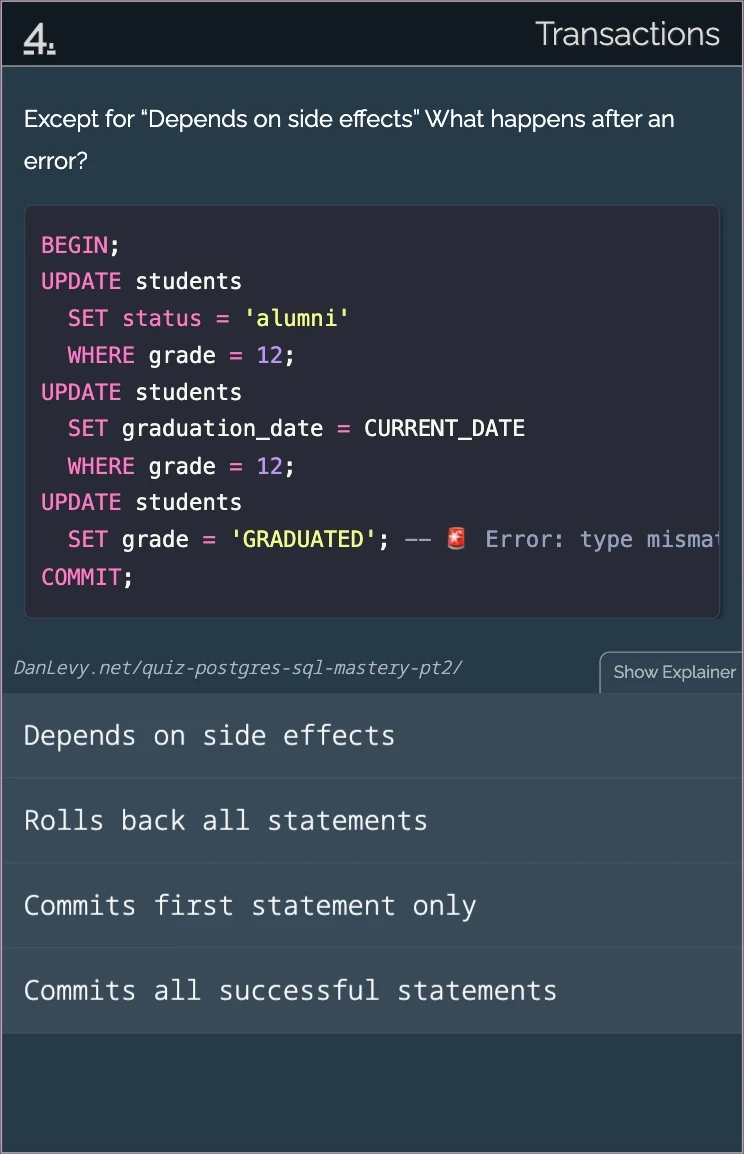 4.
Transactions
Except for “Depends on side effects” What happens after an
error?
BEGIN;
UPDATE students
  SET status = 'alumni'
  WHERE grade = 12;
UPDATE students
  SET graduation_date = CURRENT_DATE
  WHERE grade = 12;
UPDATE students
  SET grade = 'GRADUATED'; -- 🚨 Error: type
COMMIT;
DanLevy.net/quiz-postgres-sql-mastery-pt2/
Show Explainer
Depends on side effects
Rolls back all statements
Commits first statement only
Commits all successful statements